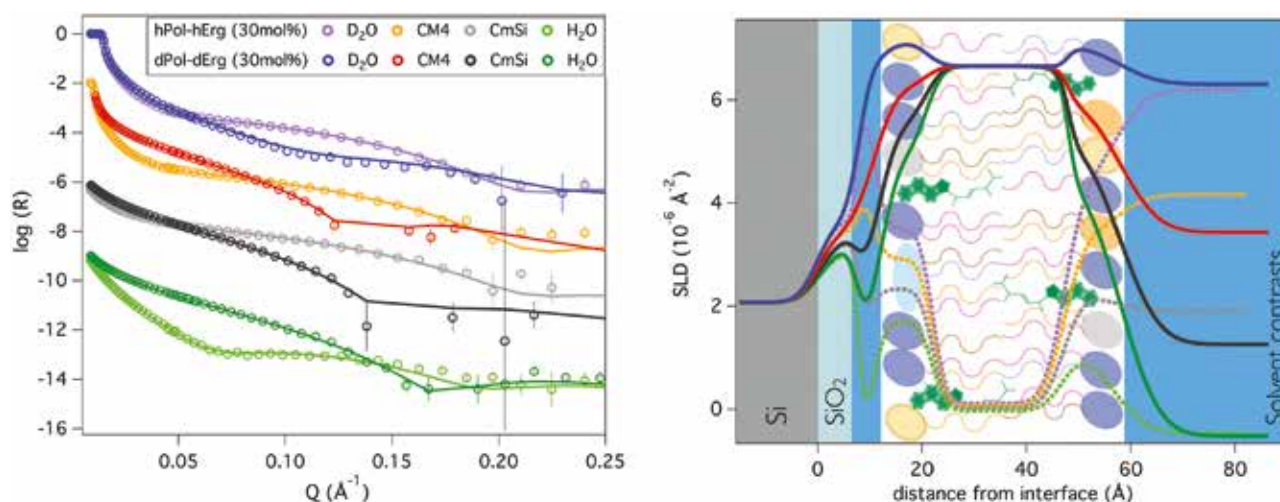 hPol-hErg (30mol%) D₂O CM4 CmSi H₂O
dPol-dErg (30mol%) D₂O CM4 CmSi H₂O
log (R)
0
-2
-4
-6
-8
-10
-12
-14
-16
0.05 0.10 0.15 0.20 0.25
Q (Å⁻¹)
SLD (10⁻⁶ Å⁻²)
6
4
2
0
Si
SiO₂
Solvent contrasts
0 20 40 60 80
distance from interface (Å)